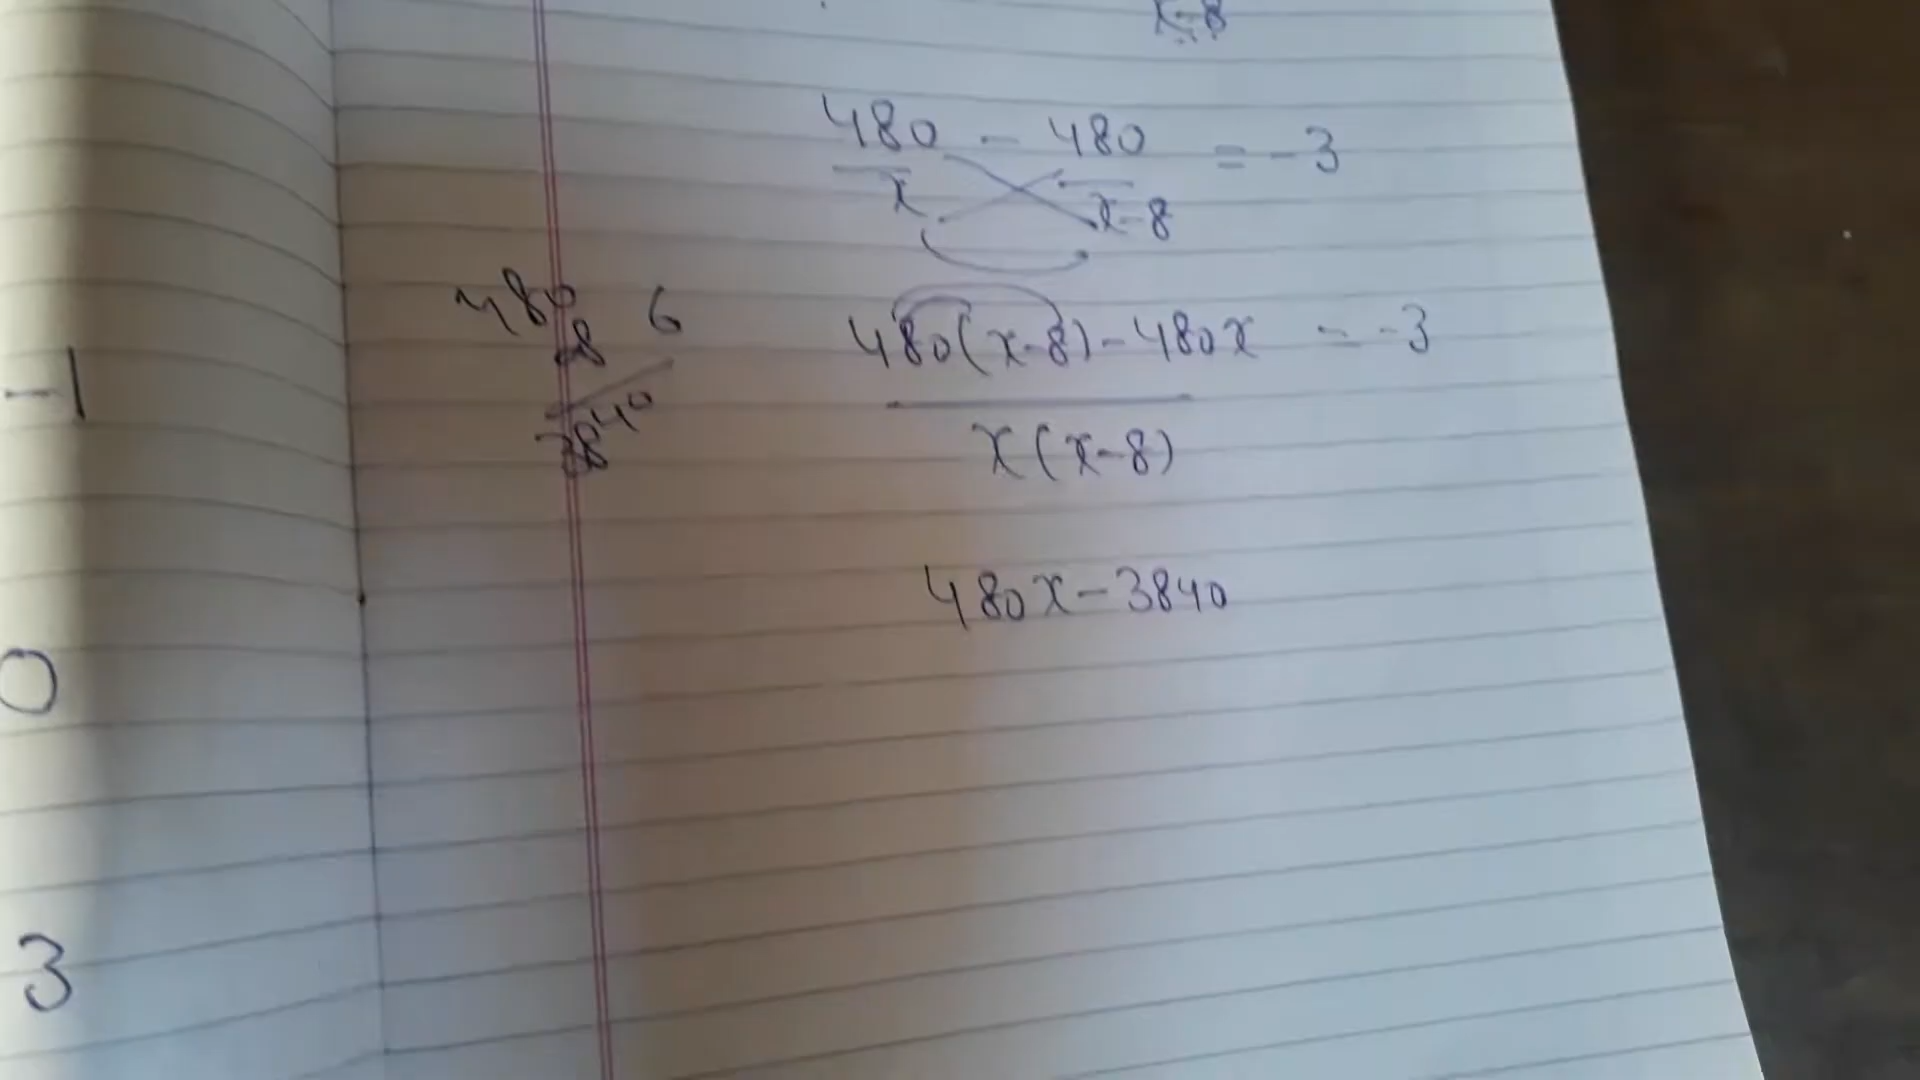 x-8
480 - 480 = -3
x x-8
480 6
8
3840
480(x-8)-480x = -3
x(x-8)
480x-3840
-1
0
3